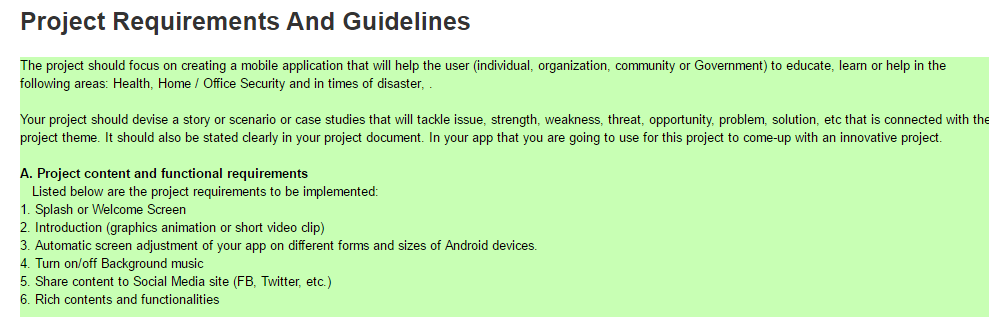 Project Requirements And Guidelines
The project should focus on creating a mobile application that will help the user (individual, organization, community or Government) to educate, learn or help in the
following areas: Health, Home / Office Security and in times of disaster, .
Your project should devise a story or scenario or case studies that will tackle issue, strength, weakness, threat, opportunity, problem, solution, etc that is connected with the
project theme. It should also be stated clearly in your project document. In your app that you are going to use for this project to come-up with an innovative project.
A. Project content and functional requirements
Listed below are the project requirements to be implemented:
1. Splash or Welcome Screen
2. Introduction (graphics animation or short video clip)
3. Automatic screen adjustment of your app on different forms and sizes of Android devices.
4. Turn on/off Background music
5. Share content to Social Media site (FB, Twitter, etc.)
6. Rich contents and functionalities